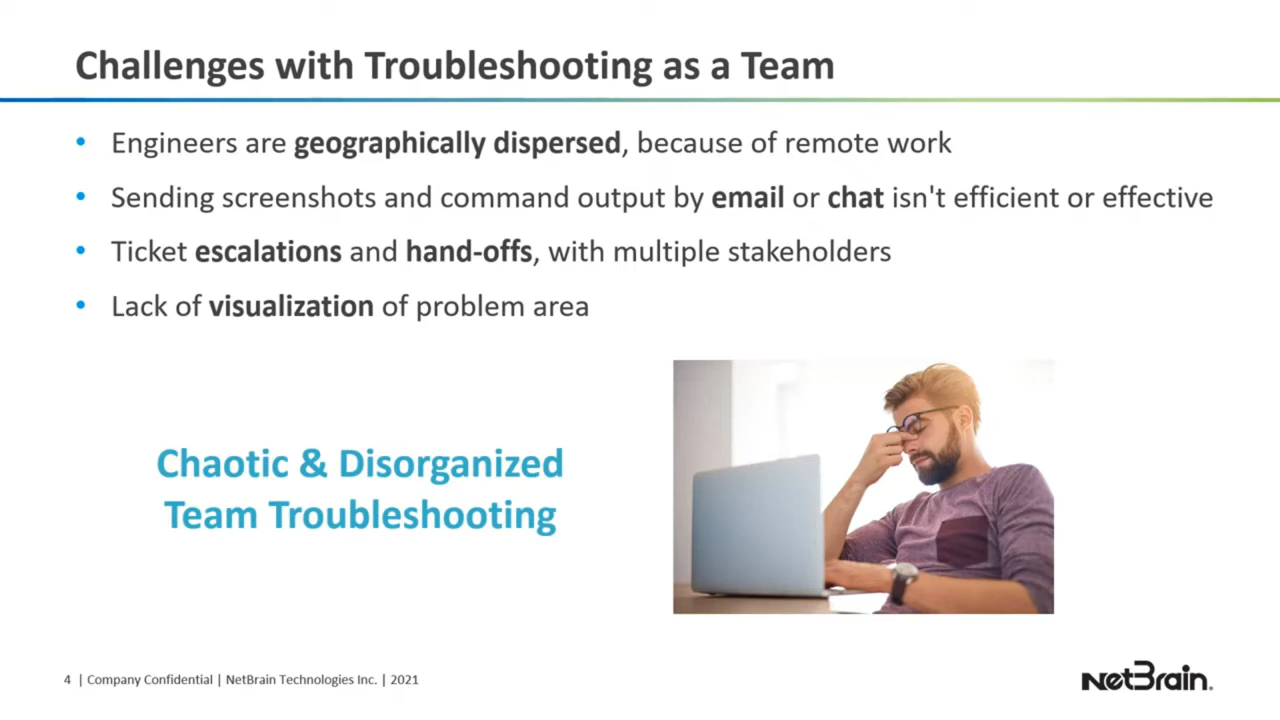 Challenges with Troubleshooting as a Team
• Engineers are geographically dispersed, because of remote work
• Sending screenshots and command output by email or chat isn't efficient or effective
• Ticket escalations and hand-offs, with multiple stakeholders
• Lack of visualization of problem area
Chaotic & Disorganized
Team Troubleshooting
4 | Company Confidential | NetBrain Technologies Inc. | 2021
NetBrain.